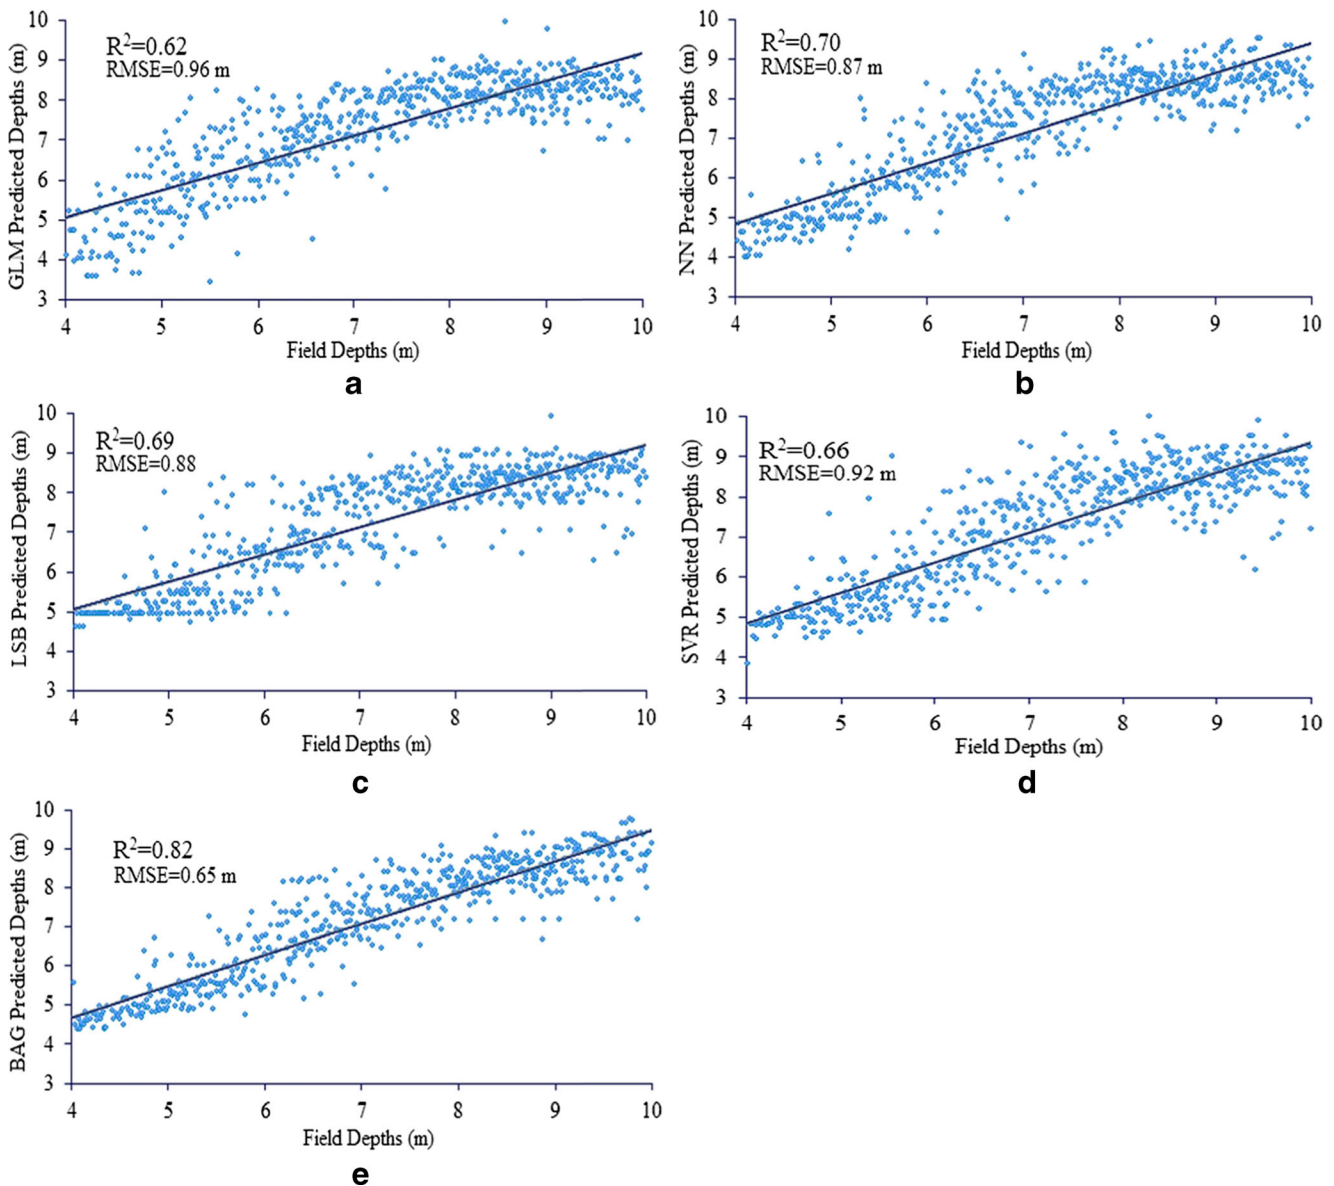 10
9
8
7
6
5
4
3
GLM Predicted Depths (m)
R²=0.62
RMSE=0.96 m
4 5 6 7 8 9 10
Field Depths (m)
a
10
9
8
7
6
5
4
3
NN Predicted Depths (m)
R²=0.70
RMSE=0.87 m
4 5 6 7 8 9 10
Field Depths (m)
b
10
9
8
7
6
5
4
3
LSB Predicted Depths (m)
R²=0.69
RMSE=0.88
4 5 6 7 8 9 10
Field Depths (m)
c
10
9
8
7
6
5
4
3
SVR Predicted Depths (m)
R²=0.66
RMSE=0.92 m
4 5 6 7 8 9 10
Field Depths (m)
d
10
9
8
7
6
5
4
3
BAG Predicted Depths (m)
R²=0.82
RMSE=0.65 m
4 5 6 7 8 9 10
Field Depths (m)
e